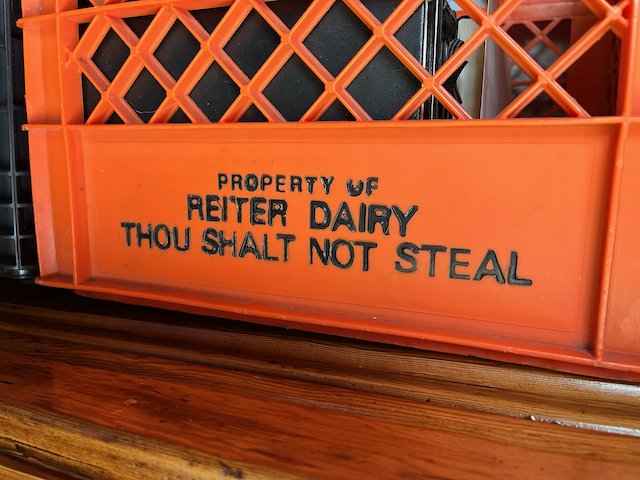 PROPERTY OF
REITER DAIRY
THOU SHALT NOT STEAL